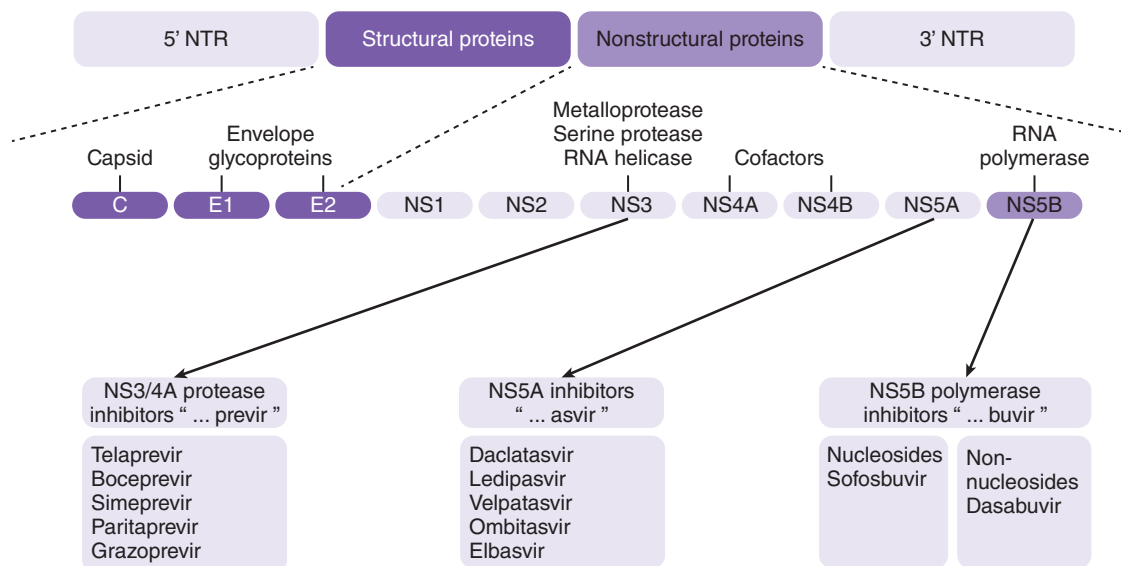 5' NTR
Structural proteins
Nonstructural proteins
3' NTR
Capsid
Envelope
glycoproteins
Metalloprotease
Serine protease
RNA helicase
Cofactors
RNA
polymerase
C
E1
E2
NS1
NS2
NS3
NS4A
NS4B
NS5A
NS5B
NS3/4A protease
inhibitors “ ... previr ”
Telaprevir
Boceprevir
Simeprevir
Paritaprevir
Grazoprevir
NS5A inhibitors
“ ... asvir ”
Daclatasvir
Ledipasvir
Velpatasvir
Ombitasvir
Elbasvir
NS5B polymerase
inhibitors “ ... buvir ”
Nucleosides
Sofosbuvir
Non-
nucleosides
Dasabuvir